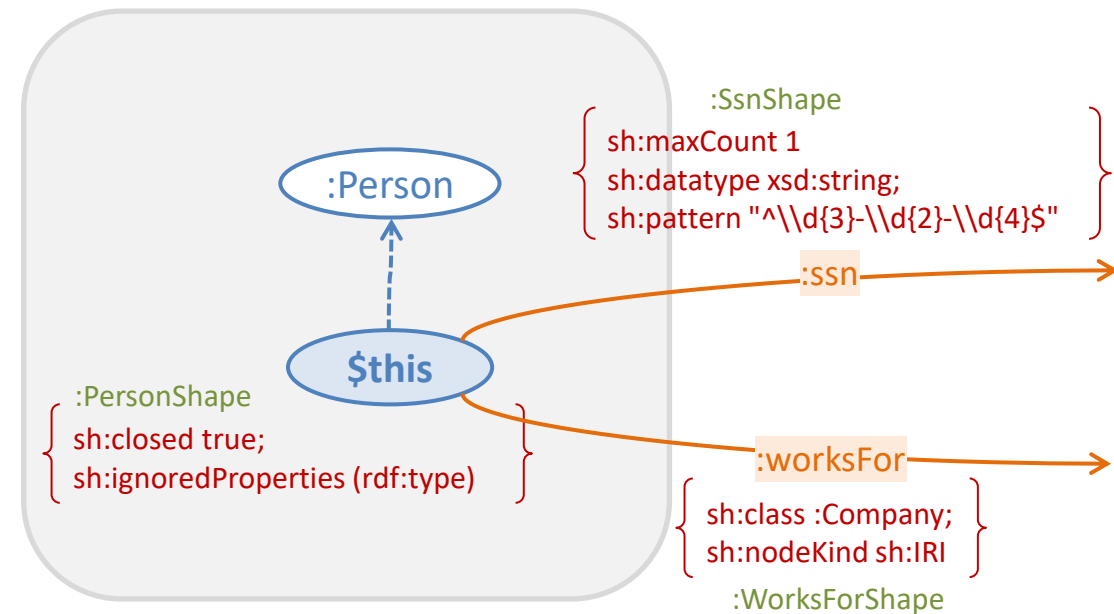 :SsnShape
sh:maxCount 1
sh:datatype xsd:string;
sh:pattern "^\\d{3}-\\d{2}-\\d{4}$"
:Person
:ssn
$this
:PersonShape
sh:closed true;
sh:ignoredProperties (rdf:type)
:worksFor
sh:class :Company;
sh:nodeKind sh:IRI
:WorksForShape